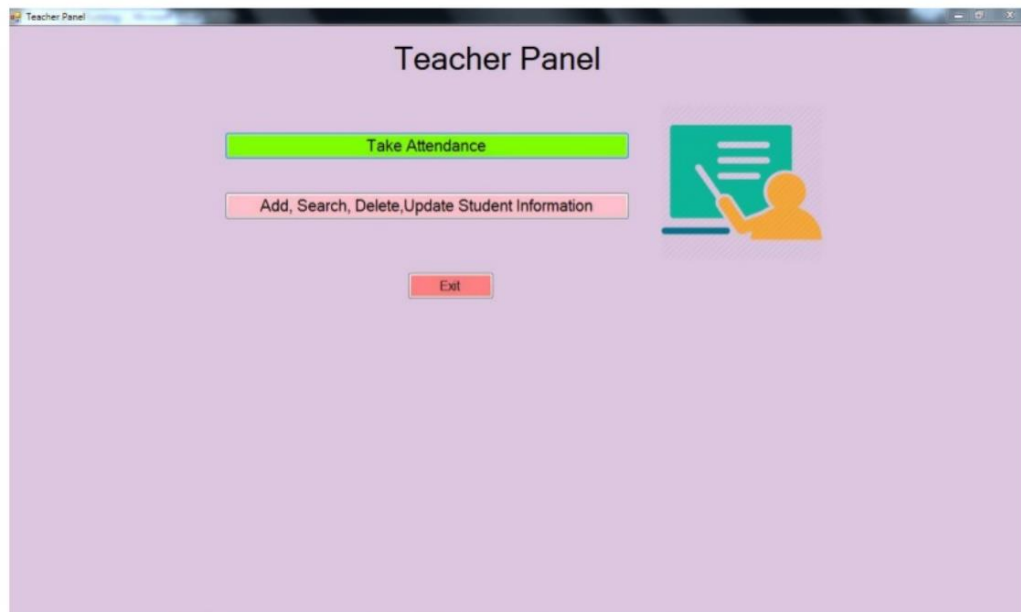 Teacher Panel
Teacher Panel
Take Attendance
Add, Search, Delete,Update Student Information
Exit